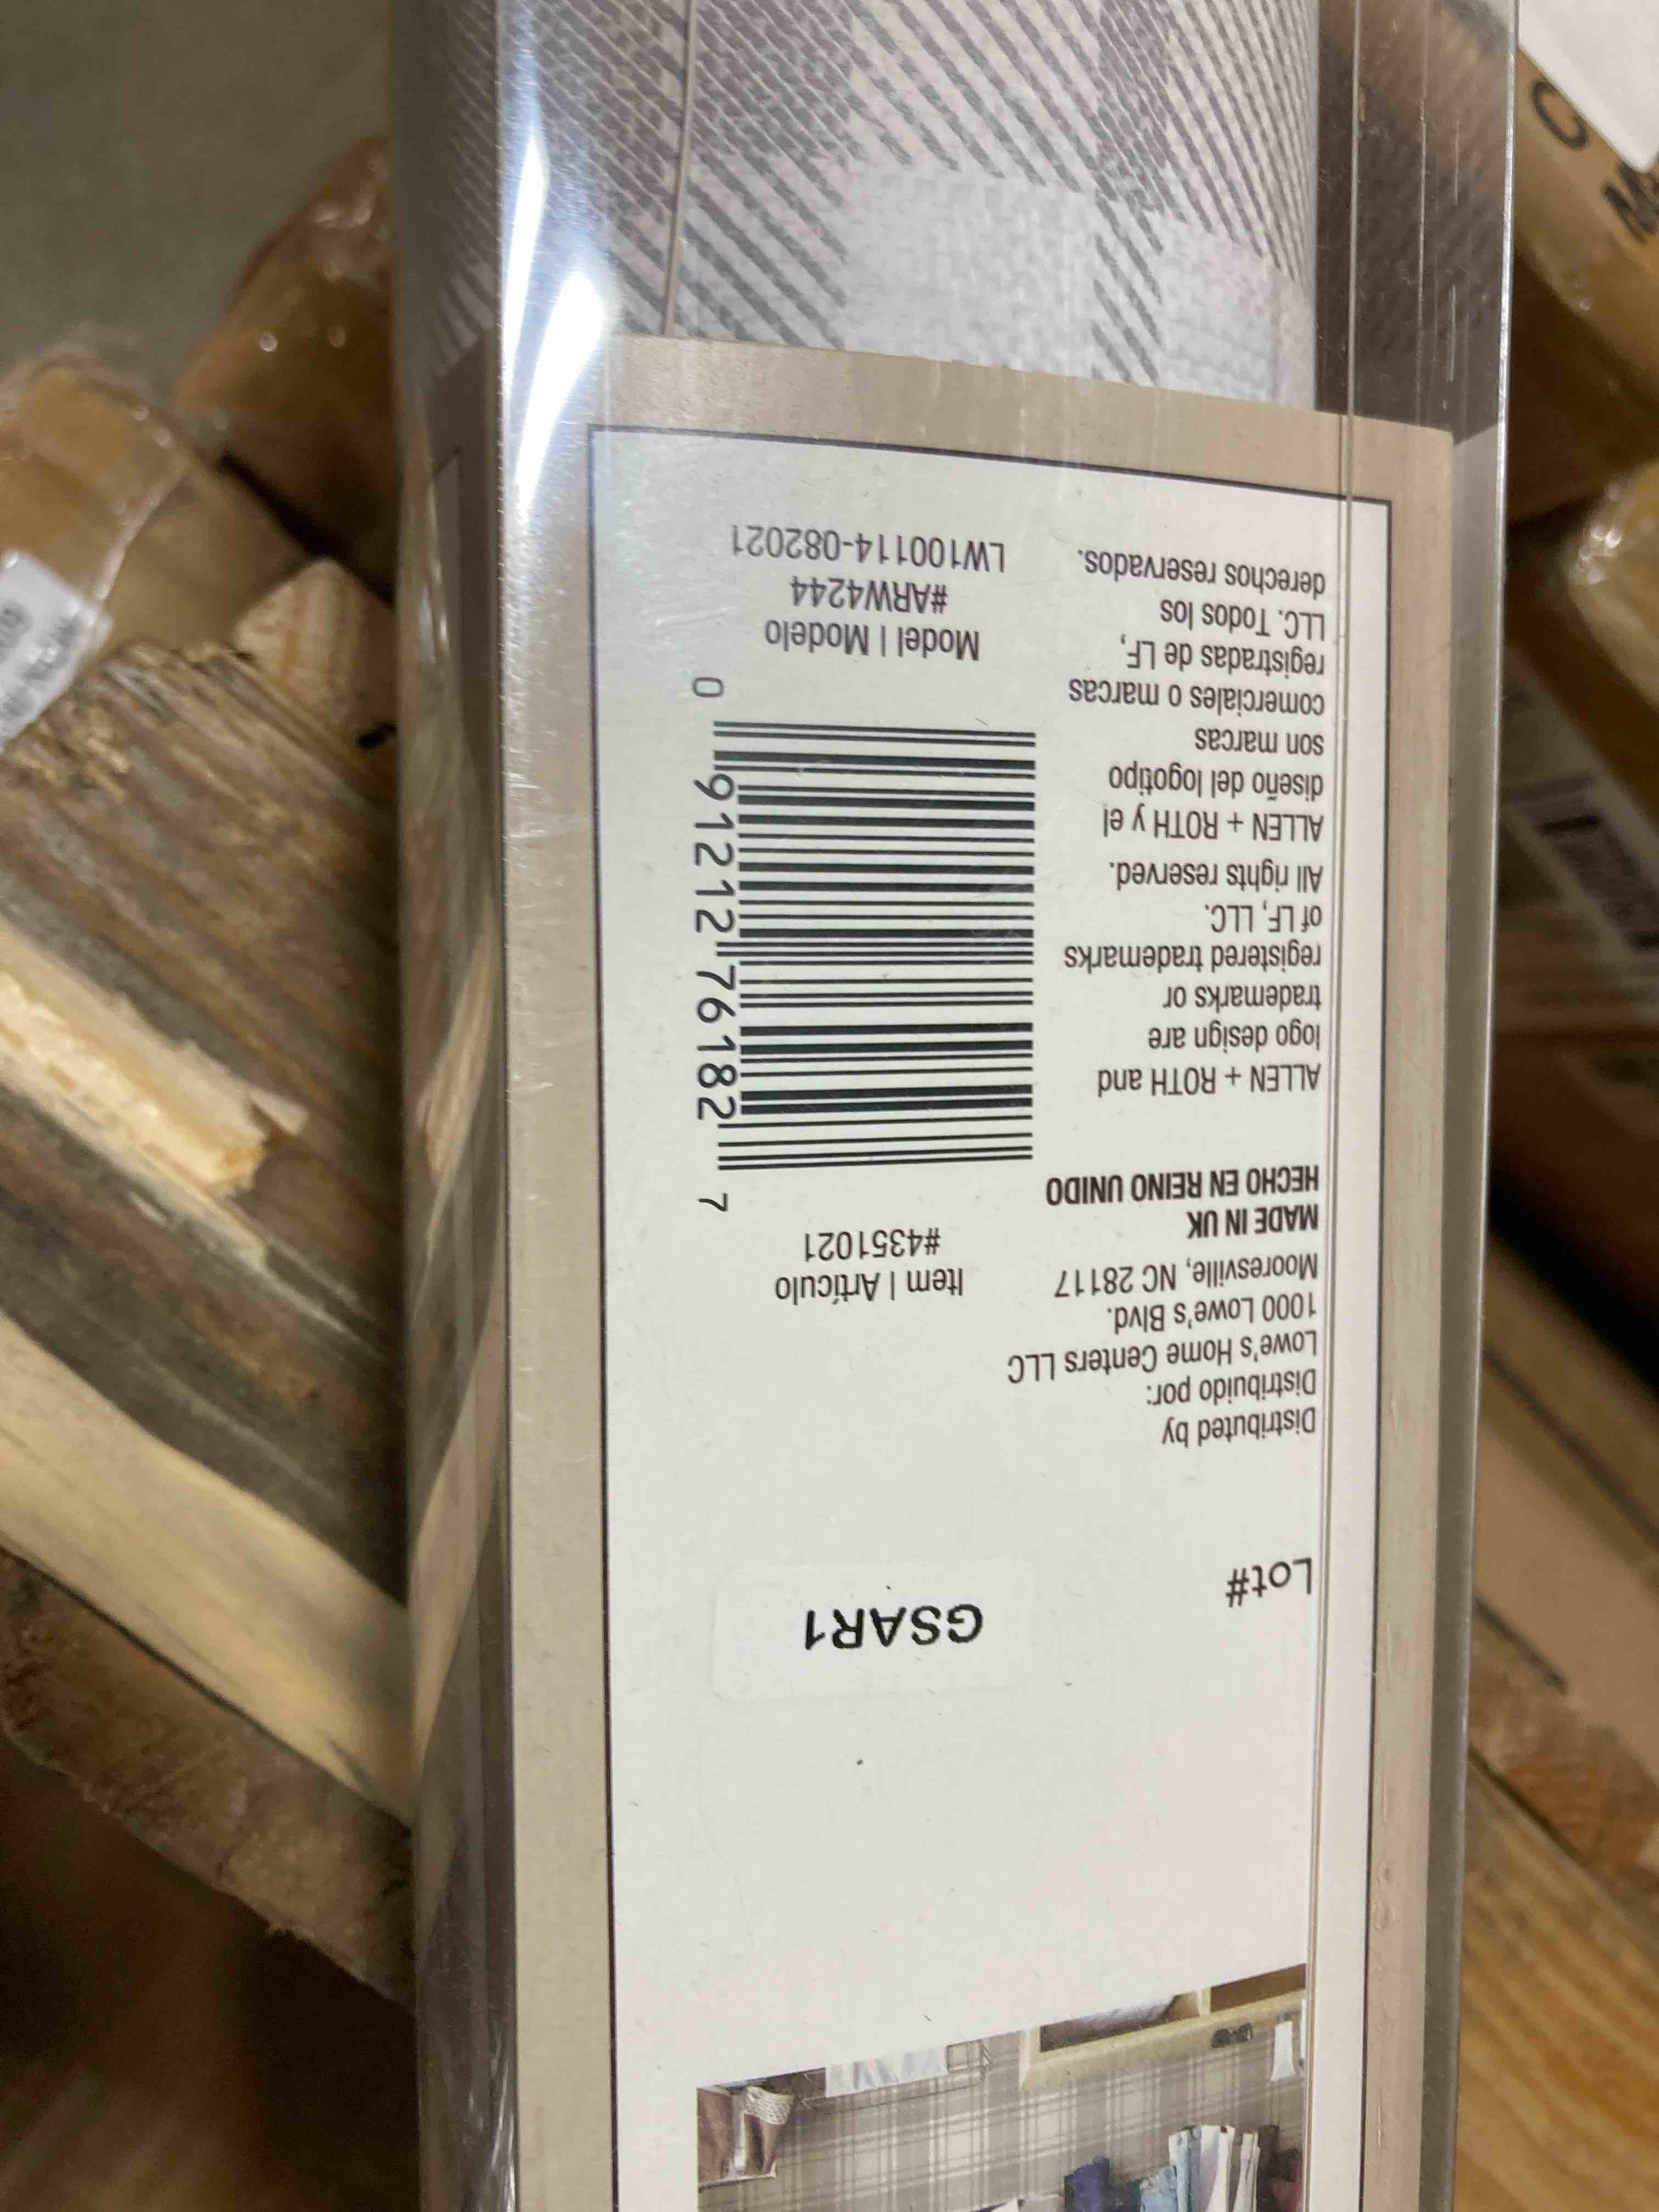 Lot#
GSAR1
Distributed by
Distribuido por:
Lowe's Home Centers LLC
1000 Lowe's Blvd.
Mooresville, NC 28117
MADE IN UK
HECHO EN REINO UNIDO
ALLEN + ROTH and
logo design are
trademarks or
registered trademarks
of LF, LLC.
All rights reserved.
ALLEN + ROTH y el
diseño del logotipo
son marcas
comerciales o marcas
registradas de LF,
LLC. Todos los
derechos reservados.
Item | Artículo
#4351021
0 91212 76182 7
Model | Modelo
#ARW4244
LW100114-082021